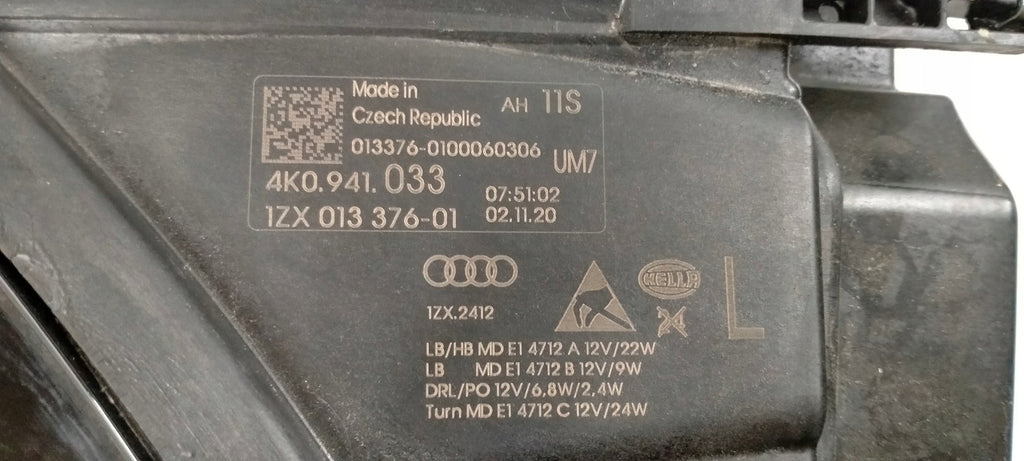 Made in
Czech Republic
AH 11S
013376-0100060306
UM7
4K0.941.033
07:51:02
1ZX 013 376-01
02.11.20
1ZX.2412
HELLA
24
L
LB/HB MD E1 4712 A 12V/22W
LB MD E1 4712 B 12V/9W
DRL/PO 12V/6,8W/2,4W
Turn MD E1 4712 C 12V/24W